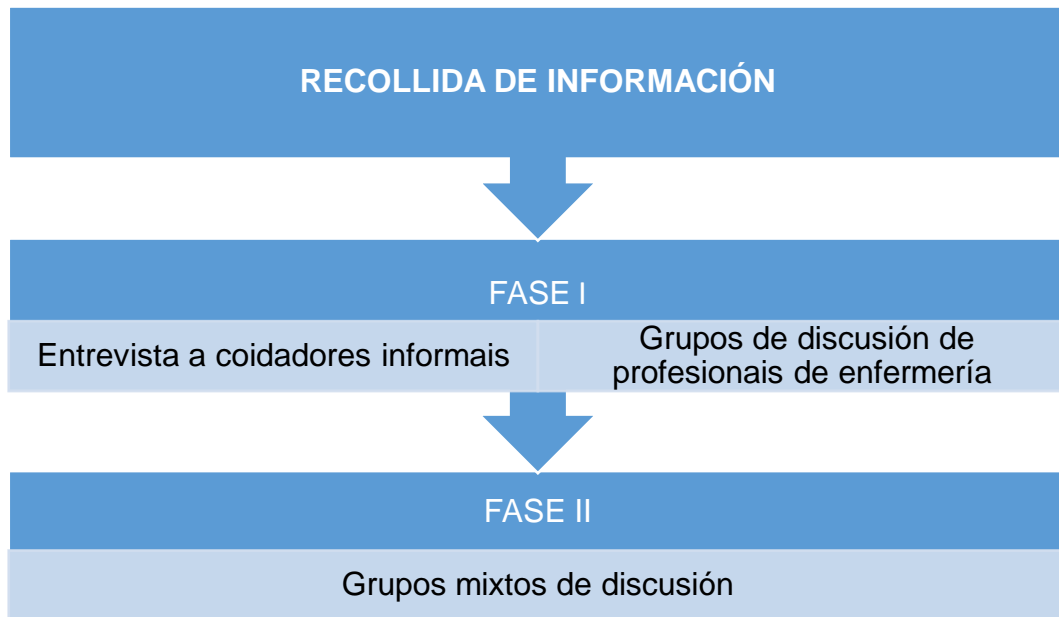 RECOLLIDA DE INFORMACIÓN
FASE I
Entrevista a coidadores informais
Grupos de discusión de
profesionais de enfermería
FASE II
Grupos mixtos de discusión